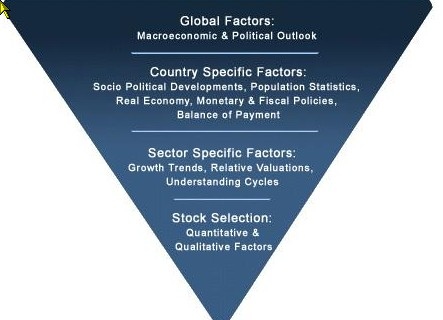 Global Factors:
Macroeconomic & Political Outlook
Country Specific Factors:
Socio Political Developments, Population Statistics,
Real Economy, Monetary & Fiscal Policies,
Balance of Payment
Sector Specific Factors:
Growth Trends, Relative Valuations,
Understanding Cycles
Stock Selection:
Quantitative &
Qualitative Factors